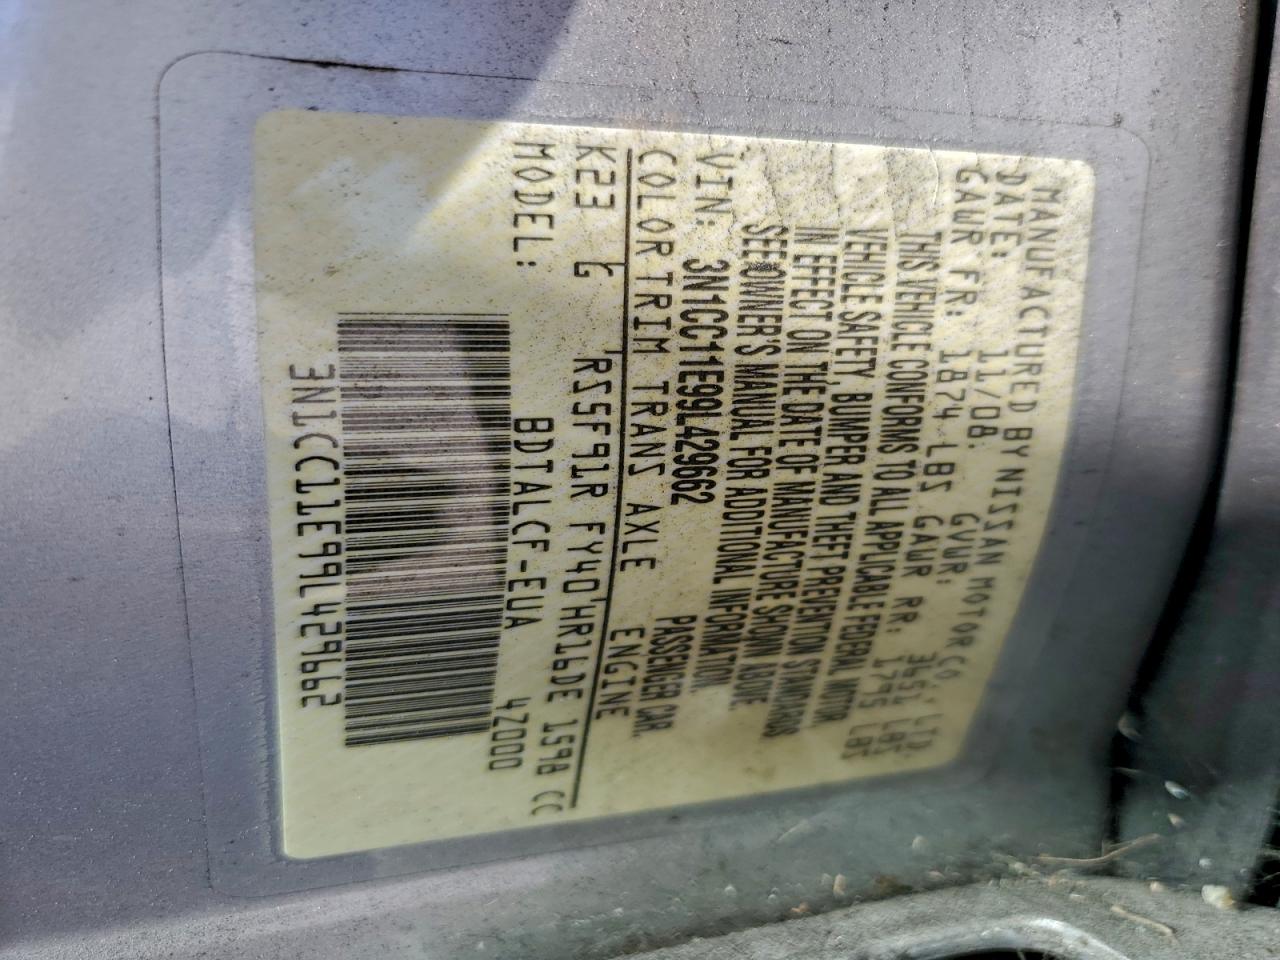 MANUFACTURED BY NISSAN MOTOR CO., LTD.
DATE: 11/08 GVWR: 3651 LBS
GAWR FR: 1874 LBS GAWR RR: 1795 LBS
THIS VEHICLE CONFORMS TO ALL APPLICABLE FEDERAL MOTOR
VEHICLE SAFETY, BUMPER AND THEFT PREVENTION STANDARDS
IN EFFECT ON THE DATE OF MANUFACTURE SHOWN ABOVE
SEE OWNER'S MANUAL FOR ADDITIONAL INFORMATION.
VIN: 3N1CC11E99L429662 PASSENGER CAR.
COLOR TRIM TRANS AXLE ENGINE
K23 G RS5F91R FY40 HR16DE 1598 CC
MODEL: BDTALCF-EUA 4Z000
3N1CC11E99L429662